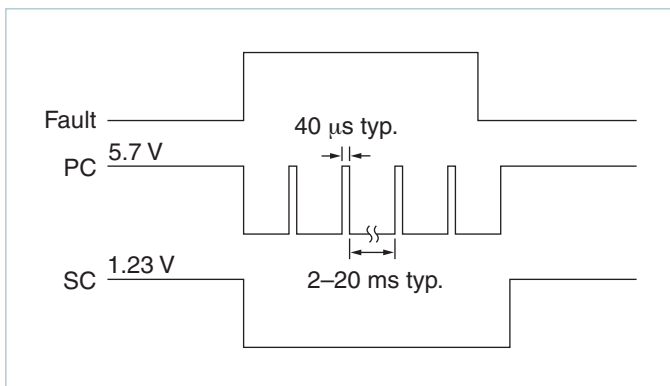 Fault
40 μs typ.
5.7 V
PC
2–20 ms typ.
1.23 V
SC